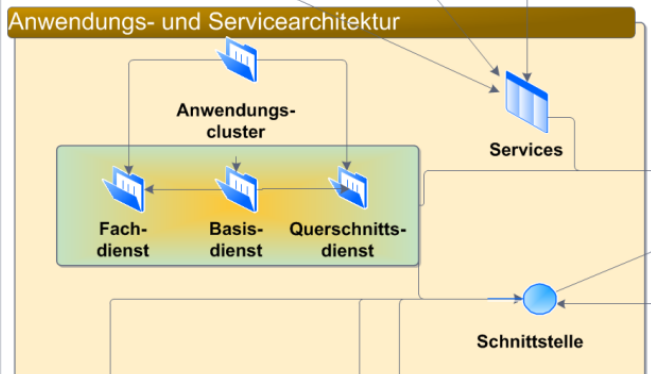 Anwendungs- und Servicearchitektur
Anwendungs-
cluster
Services
Fach-
dienst
Basis-
dienst
Querschnitts-
dienst
Schnittstelle